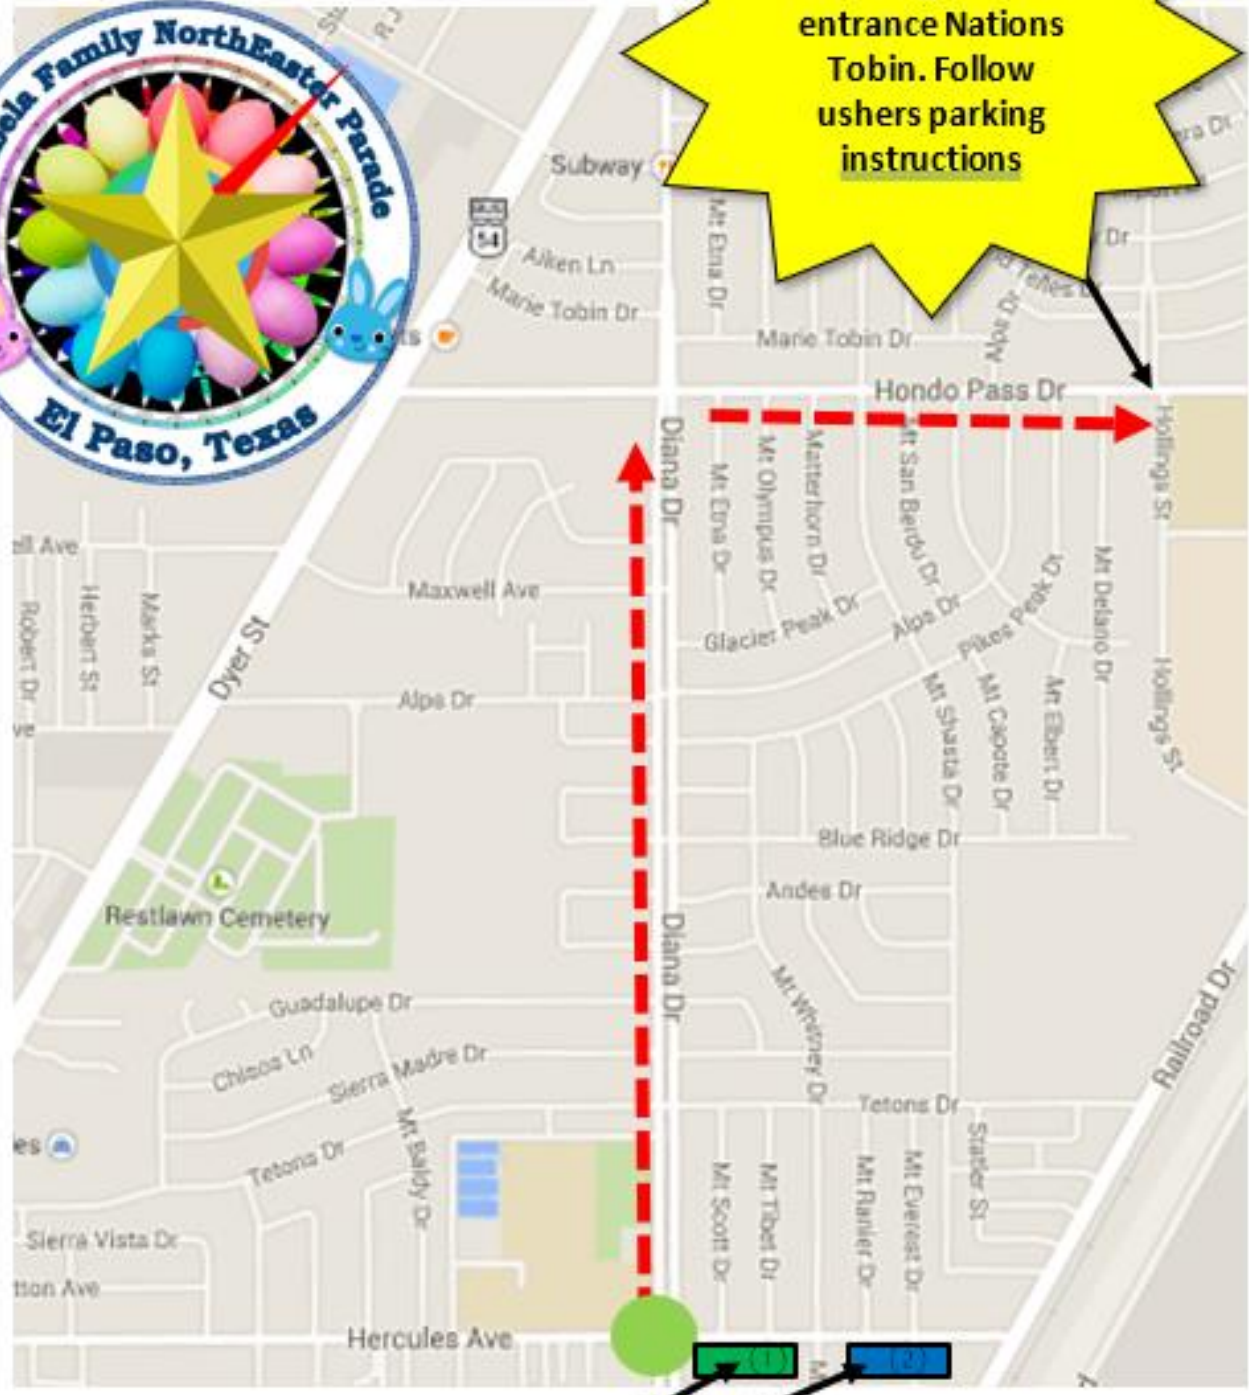 entrance Nations
Tobin. Follow
ushers parking
instructions
Family NorthEaster Parade
El Paso, Texas
Subway
54
Aiken Ln
Marie Tobin Dr
Mt Etna Dr
Dr
Marie Tobin Dr
Hondo Pass Dr
Diana Dr
Mt Etna Dr
Mt Olympus Dr
Matterhorn Dr
Mt San Berdu Dr
Hollings St
Herbert St
Robert Dr
Marks St
Dyer St
Maxwell Ave
Glacier Peak Dr
Alps Dr
Pikes Peak Dr
Mt Delano Dr
Hollings St
Alps Dr
Mt Shasta Dr
Mt Capote Dr
Mt Elbert Dr
Blue Ridge Dr
Andes Dr
Restlawn Cemetery
Diana Dr
Guadalupe Dr
Mt Whitney Dr
Chisos Ln
Sierra Madre Dr
Railroad Dr
Tetons Dr
Tetons Dr
Mt Baldy Dr
Statler St
Mt Scott Dr
Mt Tibet Dr
Mt Ranier Dr
Mt Everest Dr
Sierra Vista Dr
Hercules Ave
(1)
(2)